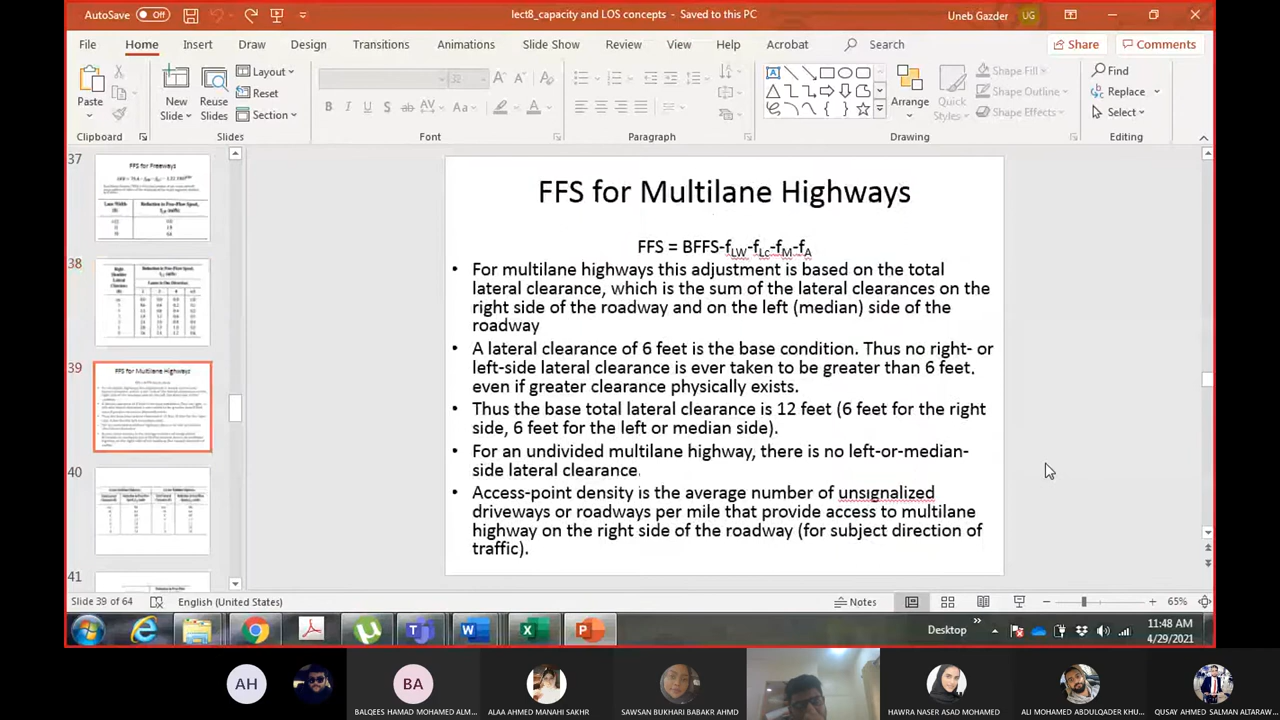 AutoSave Off
lect8_capacity and LOS concepts - Saved to this PC
Uneb Gazder UG
File Home Insert Draw Design Transitions Animations Slide Show Review View Help Acrobat Search Share Comments
Paste
New Slide
Reuse Slides
Layout
Reset
Section
32
Arrange
Quick Styles
Shape Fill
Shape Outline
Shape Effects
Find
Replace
Select
Clipboard Slides Font Paragraph Drawing Editing
37
FFS for Freeways
38
39
FFS for Multilane Highways
40
41
FFS for Multilane Highways
FFS = BFFS-fLW-fLc-fM-fA
• For multilane highways this adjustment is based on the total
lateral clearance, which is the sum of the lateral clearances on the
right side of the roadway and on the left (median) side of the
roadway
• A lateral clearance of 6 feet is the base condition. Thus no right- or
left-side lateral clearance is ever taken to be greater than 6 feet.
even if greater clearance physically exists.
• Thus the base total lateral clearance is 12 feet (6 feet for the right
side, 6 feet for the left or median side).
• For an undivided multilane highway, there is no left-or-median-
side lateral clearance.
• Access-point density is the average number of unsignalized
driveways or roadways per mile that provide access to multilane
highway on the right side of the roadway (for subject direction of
traffic).
Slide 39 of 64 English (United States) Notes 65%
Desktop
11:48 AM
4/29/2021
AH
BA
BALQEES HAMAD MOHAMED ALM...
ALAA AHMED MANAHI SAKHR
SAWSAN BUKHARI BABAKR AHMD
HAWRA NASER ASAD MOHAMED
ALI MOHAMED ABDULQADER KHU...
QUSAY AHMED SALMAN ALTARAW...